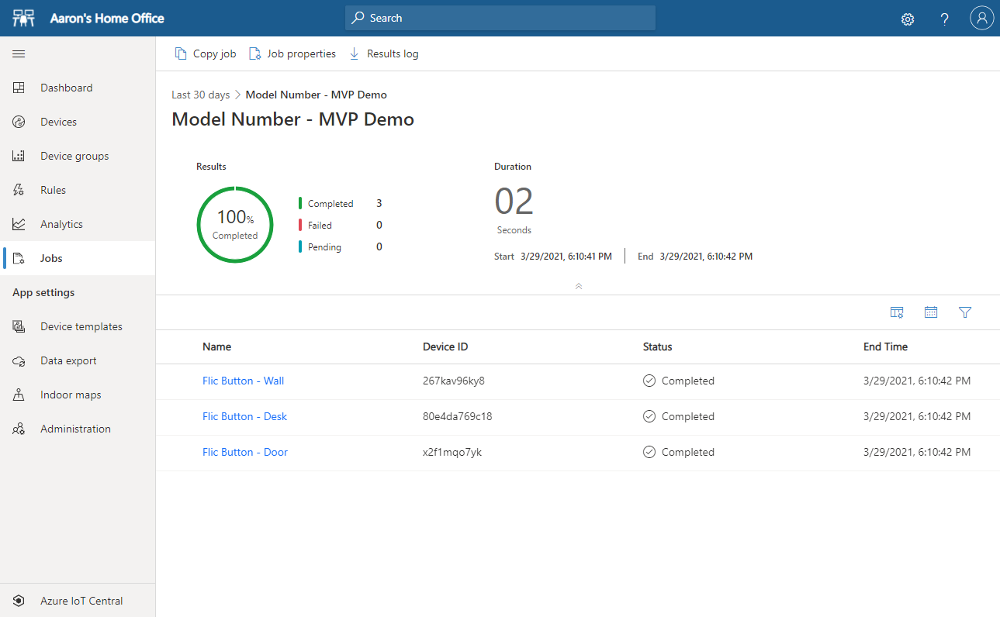 Aaron's Home Office
Search
?
Copy job
Job properties
Results log
Dashboard
Devices
Device groups
Rules
Analytics
Jobs
App settings
Device templates
Data export
Indoor maps
Administration
Azure IoT Central
Last 30 days > Model Number - MVP Demo
Model Number - MVP Demo
Results
100%
Completed
Completed 3
Failed 0
Pending 0
Duration
02
Seconds
Start 3/29/2021, 6:10:41 PM
End 3/29/2021, 6:10:42 PM
Name Device ID Status End Time
Flic Button - Wall 267kav96ky8 Completed 3/29/2021, 6:10:42 PM
Flic Button - Desk 80e4da769c18 Completed 3/29/2021, 6:10:42 PM
Flic Button - Door x2f1mqo7yk Completed 3/29/2021, 6:10:42 PM